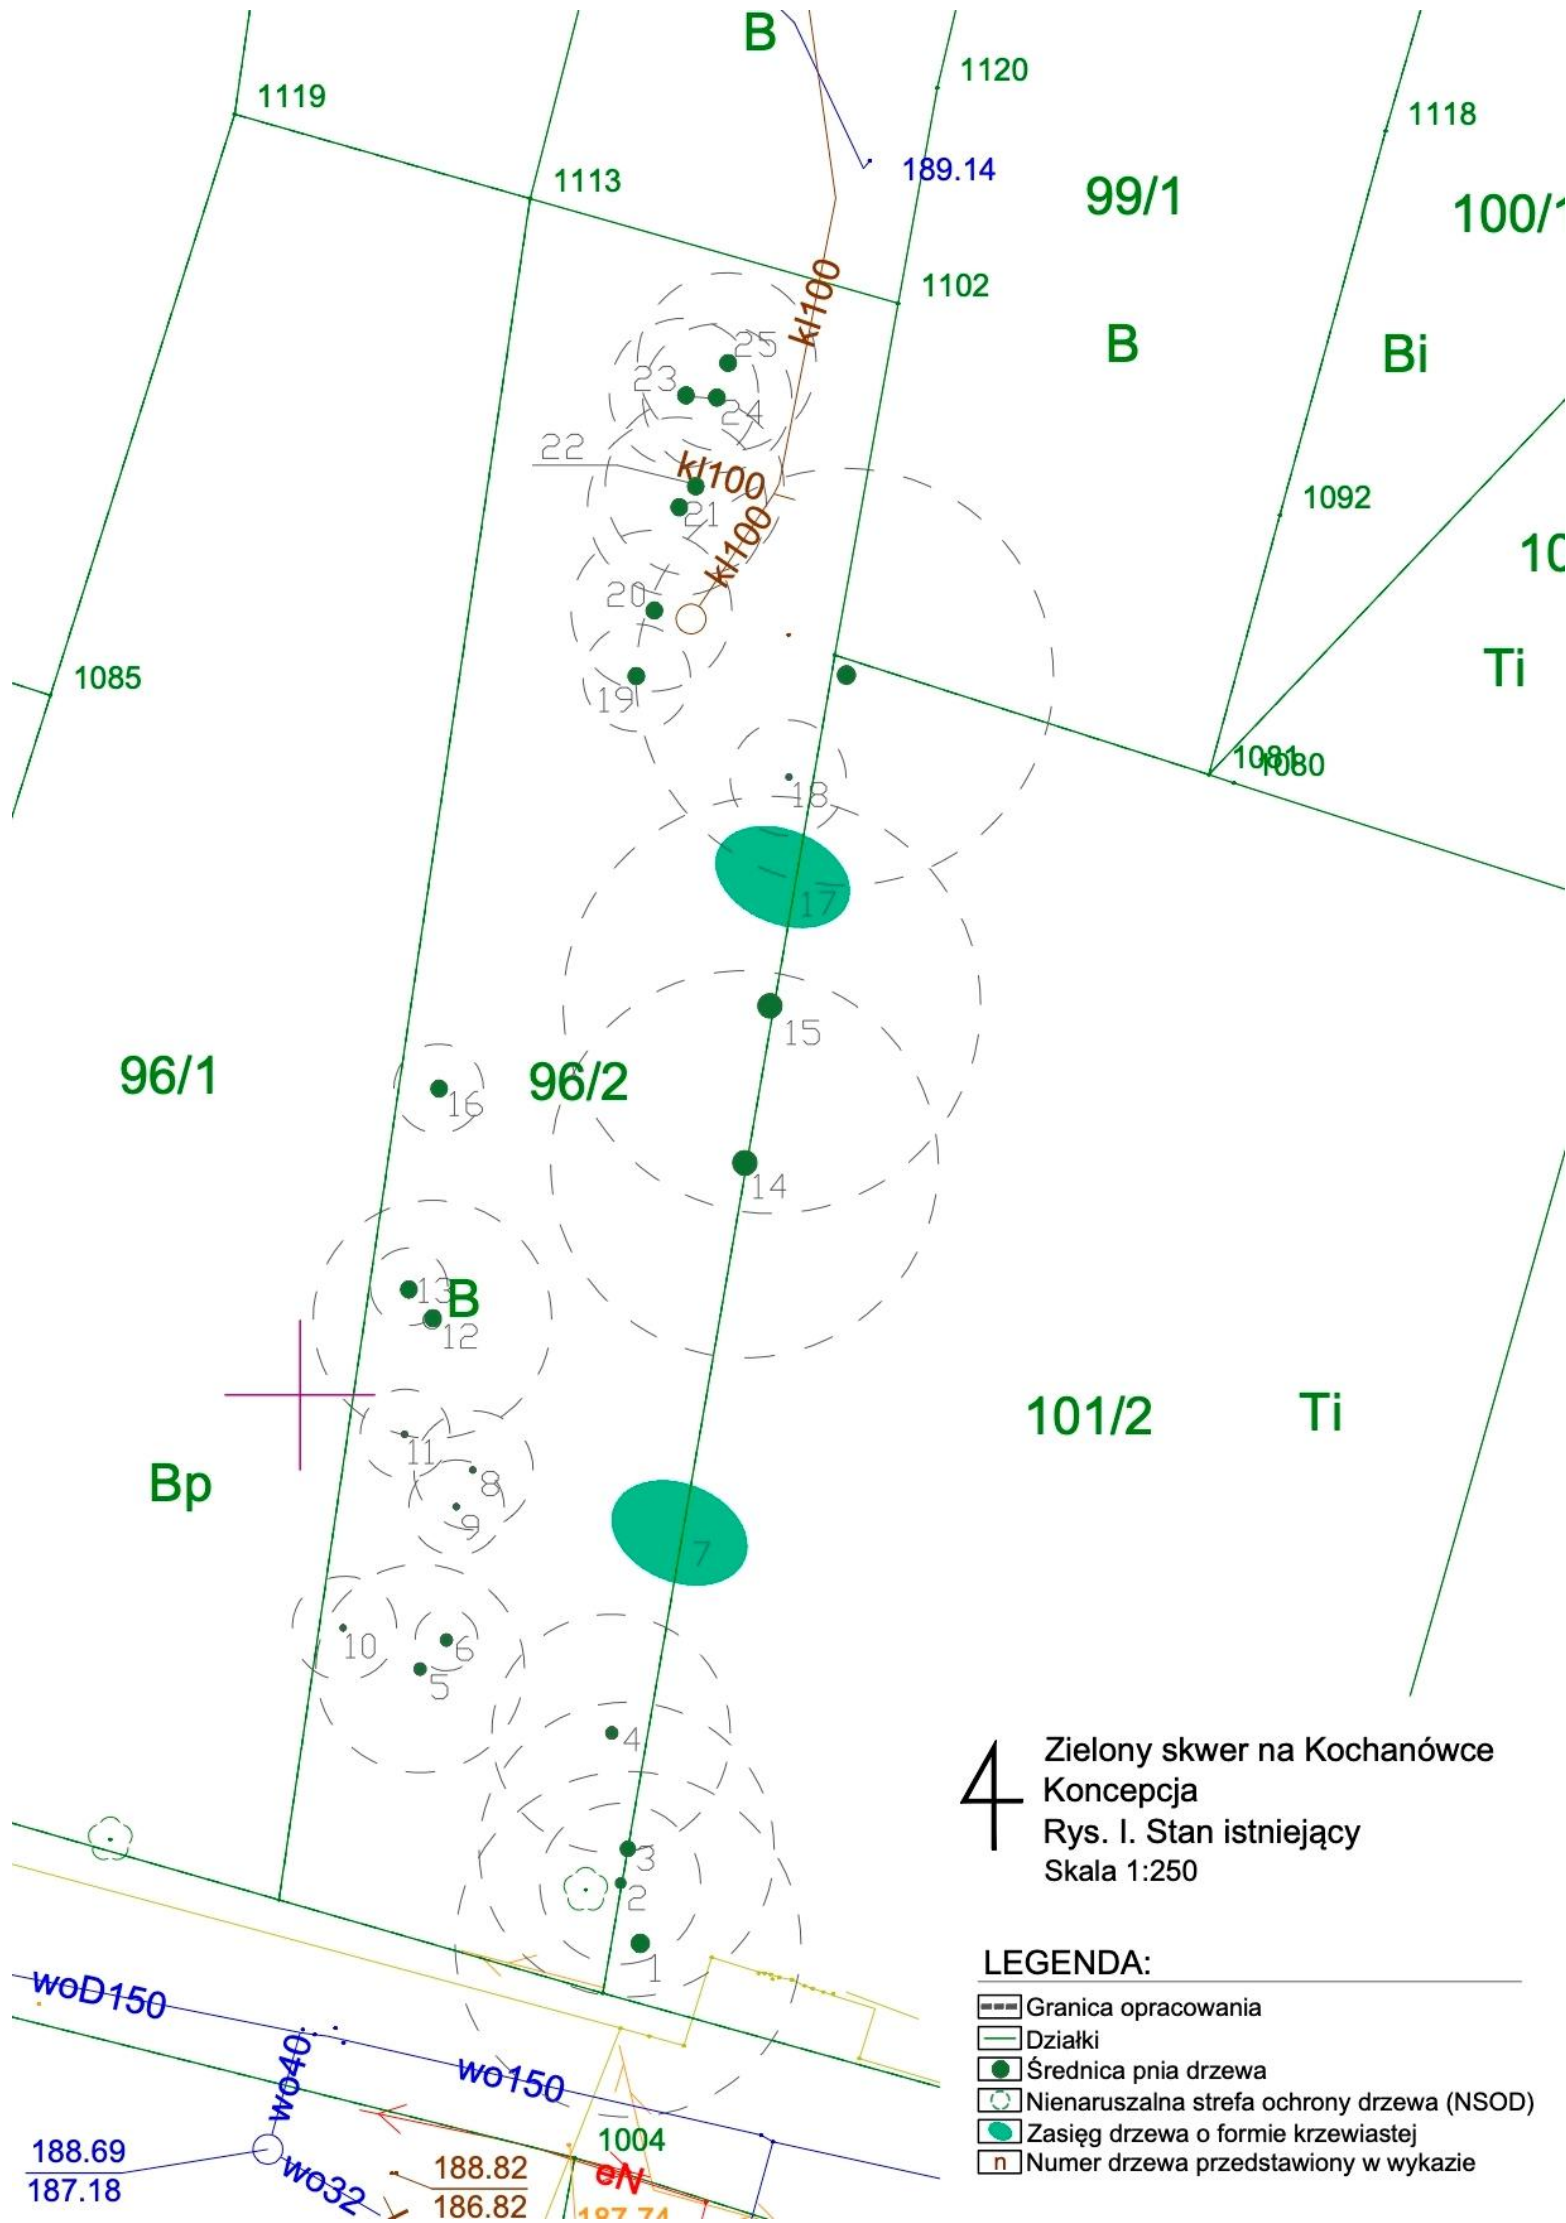 B
1120
1119
1118
189.14
1113
99/1
100/1
1102
kl100
B
Bi
25
23
24
22
kl100
21
kl100
1092
10
20
Ti
1085
19
1081
1080
18
17
15
96/1
96/2
16
14
13
B
12
101/2
Ti
11
Bp
8
9
7
10
6
5
4
Zielony skwer na Kochanówce
Koncepcja
Rys. I. Stan istniejący
Skala 1:250
3
2
1
LEGENDA:
Granica opracowania
Działki
Średnica pnia drzewa
Nienaruszalna strefa ochrony drzewa (NSOD)
Zasięg drzewa o formie krzewiastej
n Numer drzewa przedstawiony w wykazie
woD150
wo40
wo150
1004
188.69
187.18
wo32
188.82
186.82
eN
187.74